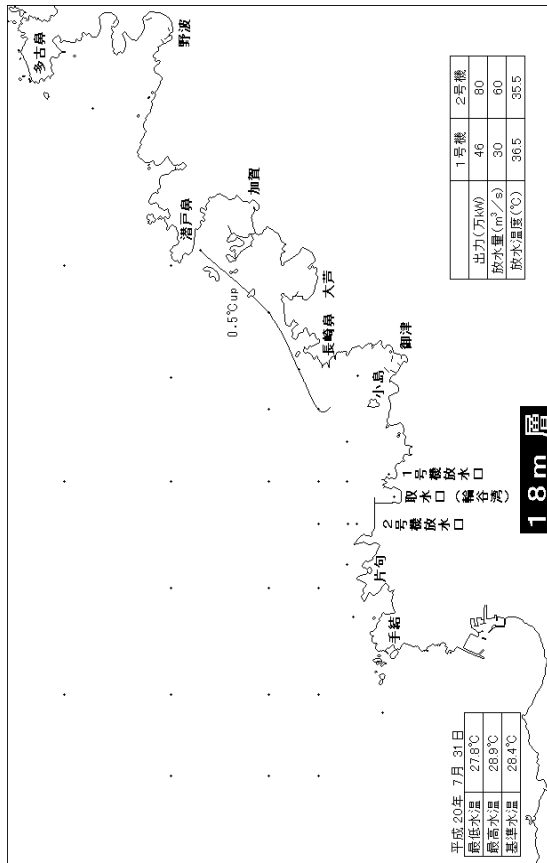 多古鼻
野波
潜戸鼻
加賀
0.5℃up
大芦
長崎鼻
御津
小島
1号機放水口
取水口(輪谷湾)
2号機放水口
片句
手結
1号機 2号機
出力(万kW) 46 80
放水量(m³/s) 30 60
放水温度(℃) 36.5 35.5
18m 層
平成 20年 7月 31日
最低水温 27.8℃
最高水温 28.9℃
基準水温 28.4℃